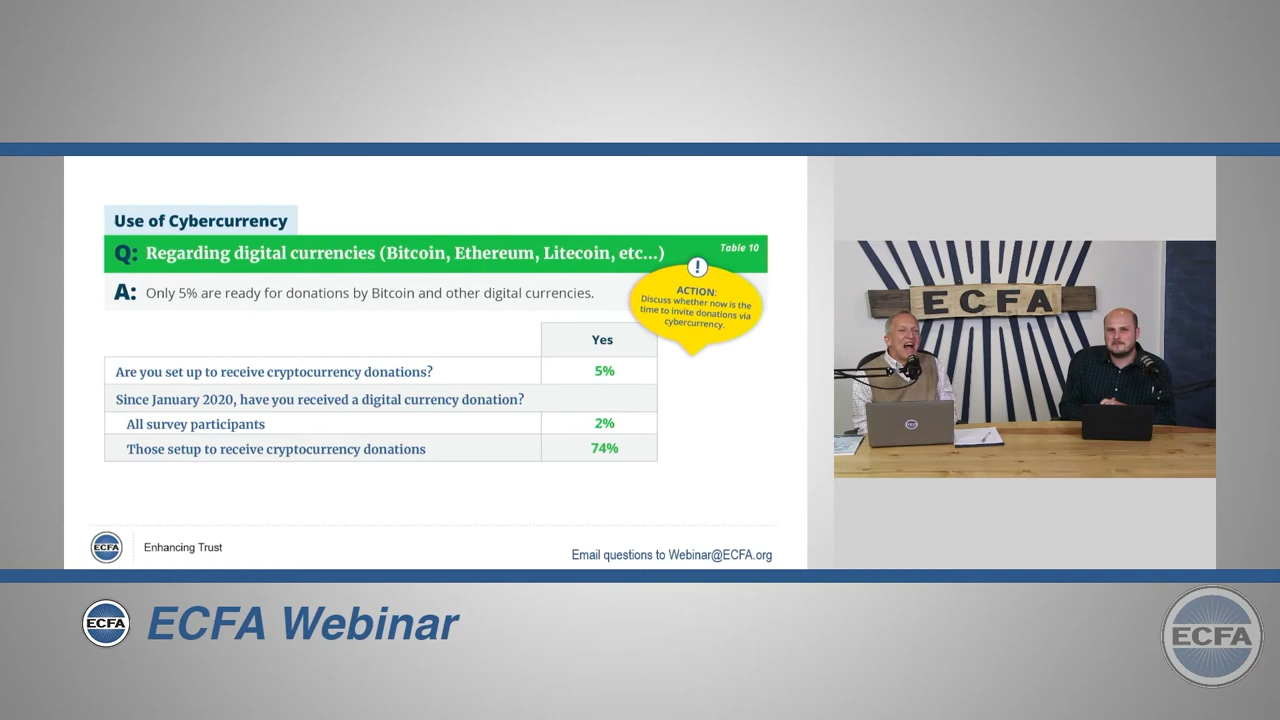 Use of Cybercurrency
Q: Regarding digital currencies (Bitcoin, Ethereum, Litecoin, etc...)
Table 10
A: Only 5% are ready for donations by Bitcoin and other digital currencies.
!
ACTION:
Discuss whether now is the
time to invite donations via
cybercurrency.
Yes
Are you set up to receive cryptocurrency donations? 5%
Since January 2020, have you received a digital currency donation?
All survey participants 2%
Those setup to receive cryptocurrency donations 74%
ECFA
Enhancing Trust
Email questions to Webinar@ECFA.org
ECFA
ECFA
ECFA Webinar
ECFA